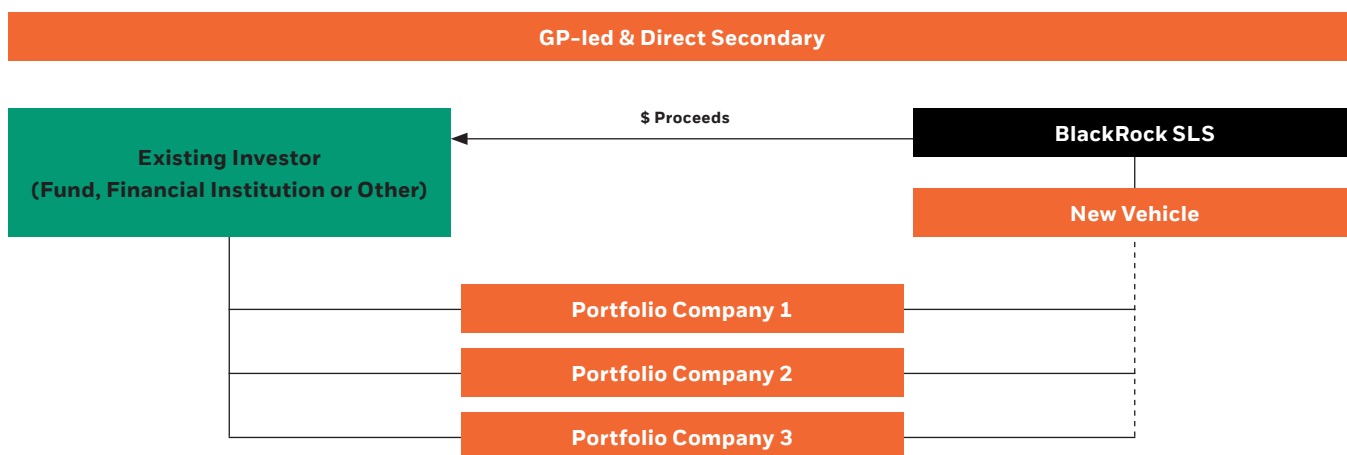 GP-led & Direct Secondary
$ Proceeds
Existing Investor
(Fund, Financial Institution or Other)
BlackRock SLS
New Vehicle
Portfolio Company 1
Portfolio Company 2
Portfolio Company 3